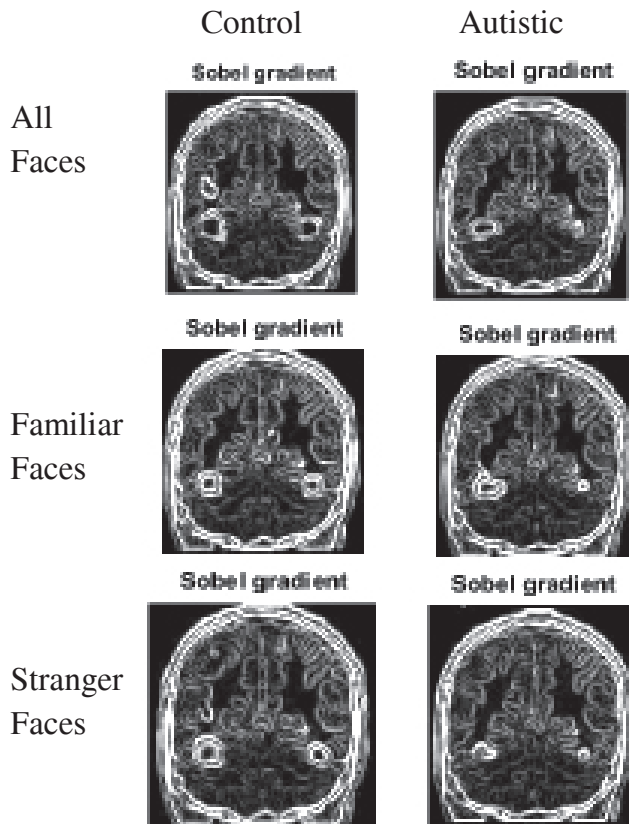 Control Autistic
Sobel gradient Sobel gradient
All
Faces
Sobel gradient Sobel gradient
Familiar
Faces
Sobel gradient Sobel gradient
Stranger
Faces